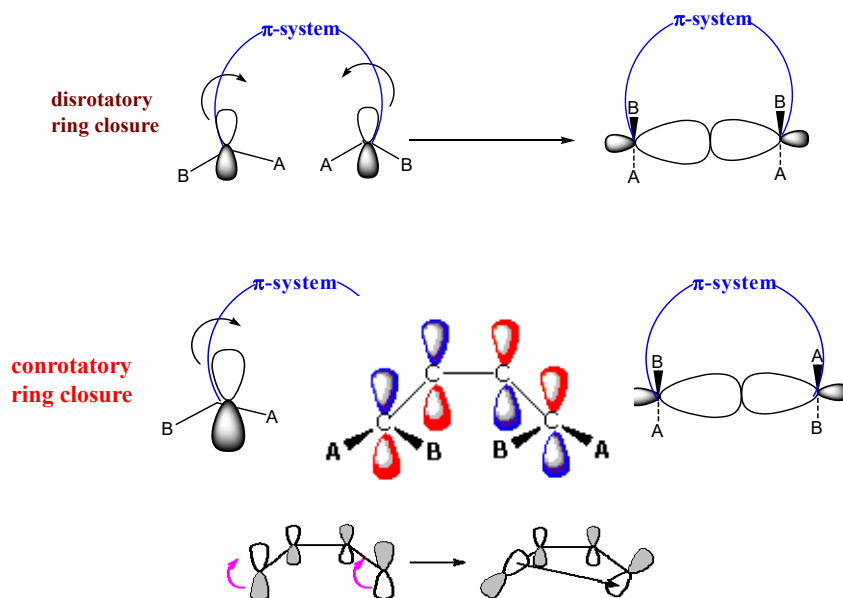 π-system
π-system
disrotatory
ring closure
B
A
A
B
B
A
B
A
π-system
π-system
conrotatory
ring closure
B
A
C
C
C
C
A
B
B
A
B
A
A
B